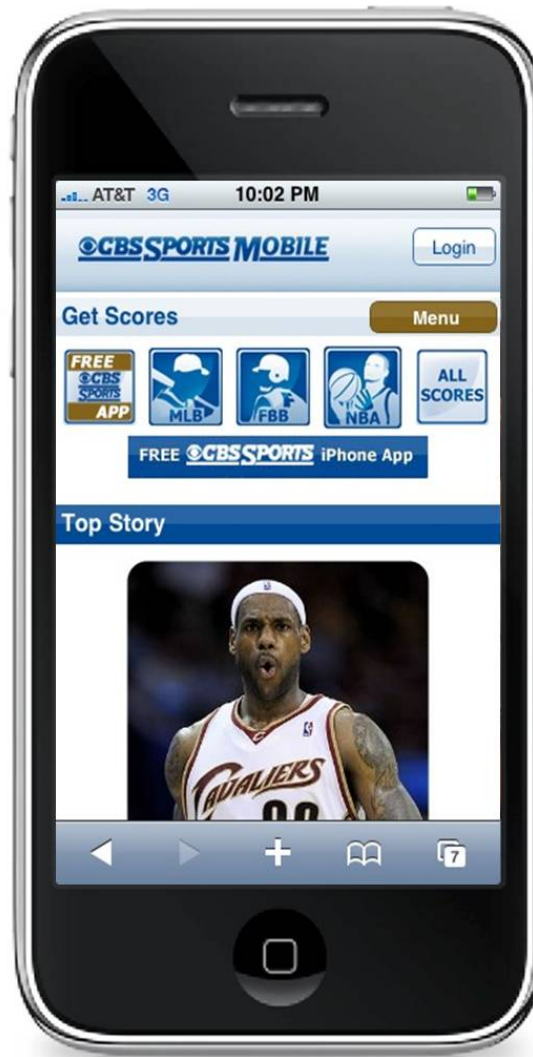 AT&T 3G 10:02 PM
CBS SPORTS MOBILE Login
Get Scores Menu
FREE CBS SPORTS APP MLB FBB NBA ALL SCORES
FREE CBS SPORTS iPhone App
Top Story
CAVALIERS
7